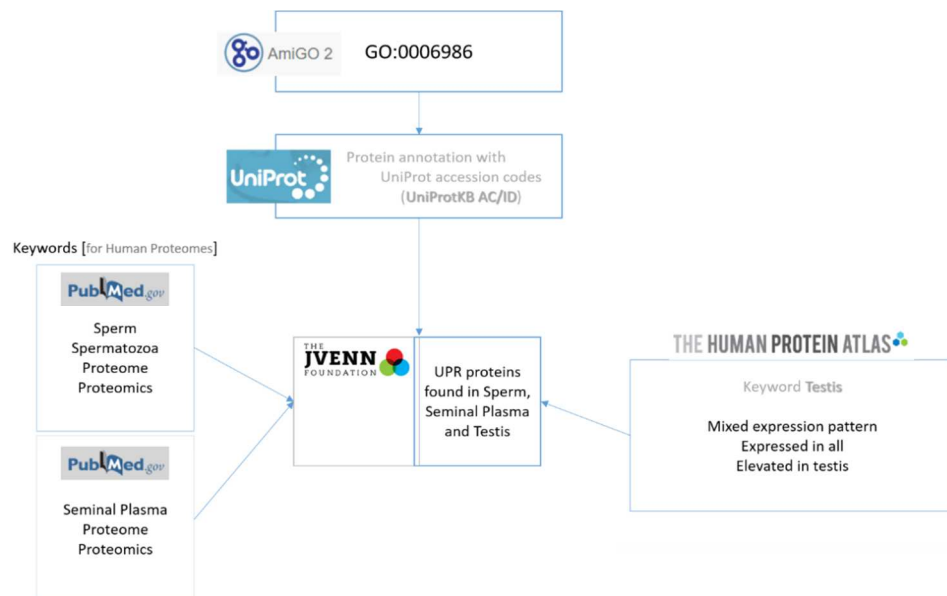 AmiGO 2
GO:0006986
UniProt
Protein annotation with
UniProt accession codes
(UniProtKB AC/ID)
Keywords [for Human Proteomes]
PubMed.gov
Sperm
Spermatozoa
Proteome
Proteomics
PubMed.gov
Seminal Plasma
Proteome
Proteomics
THE
JVENN
FOUNDATION
UPR proteins
found in Sperm,
Seminal Plasma
and Testis
THE HUMAN PROTEIN ATLAS
Keyword Testis
Mixed expression pattern
Expressed in all
Elevated in testis